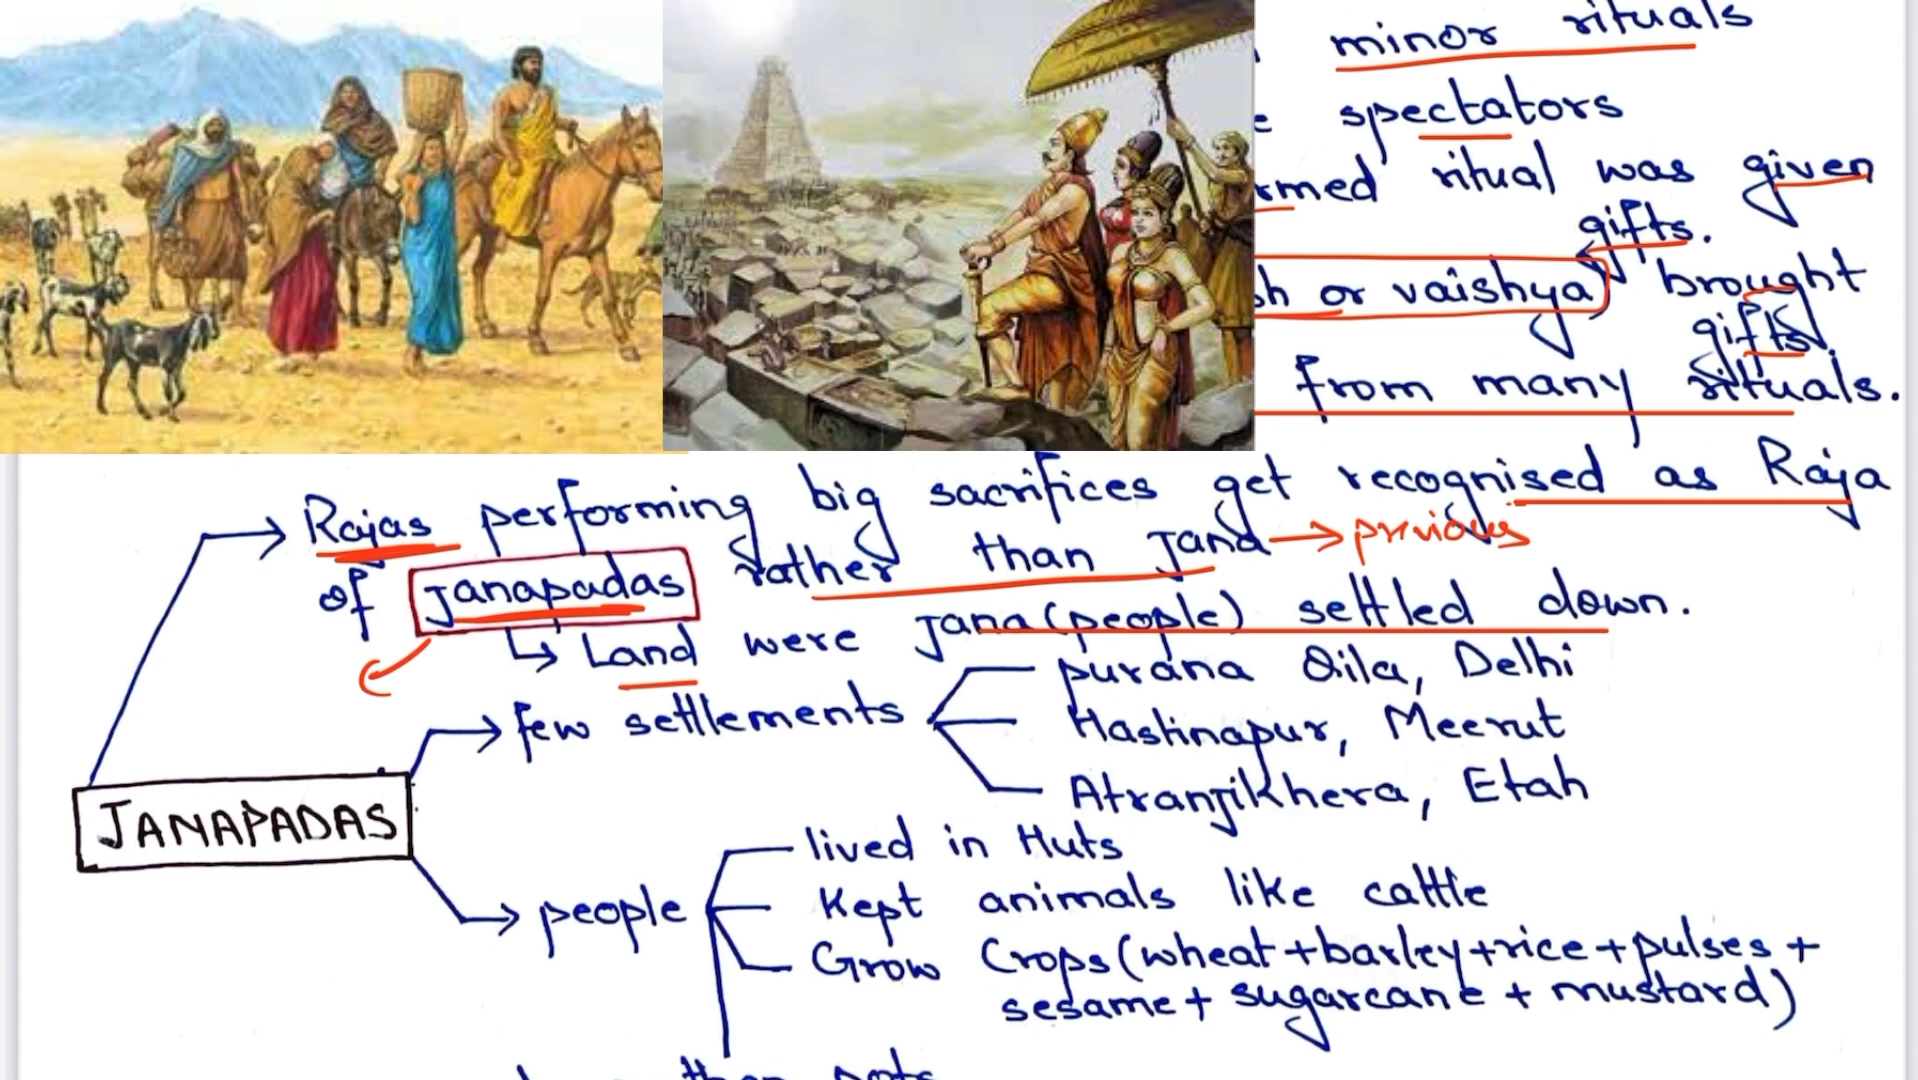 minor rituals
spectators
rmed ritual was given
gifts.
sh or vaishya brought
gifts.
from many rituals.
Rajas performing big sacrifices get recognised as Raja
of Janapadas rather than Jana → previous
↳ Land were Jana (people) settled down.
JANAPADAS
→ few settlements
Purana Qila, Delhi
Hastinapur, Meerut
Atranjikhera, Etah
→ people
lived in Huts
Kept animals like cattle
Grow Crops (wheat + barley + rice + pulses +
sesame + sugarcane + mustard)